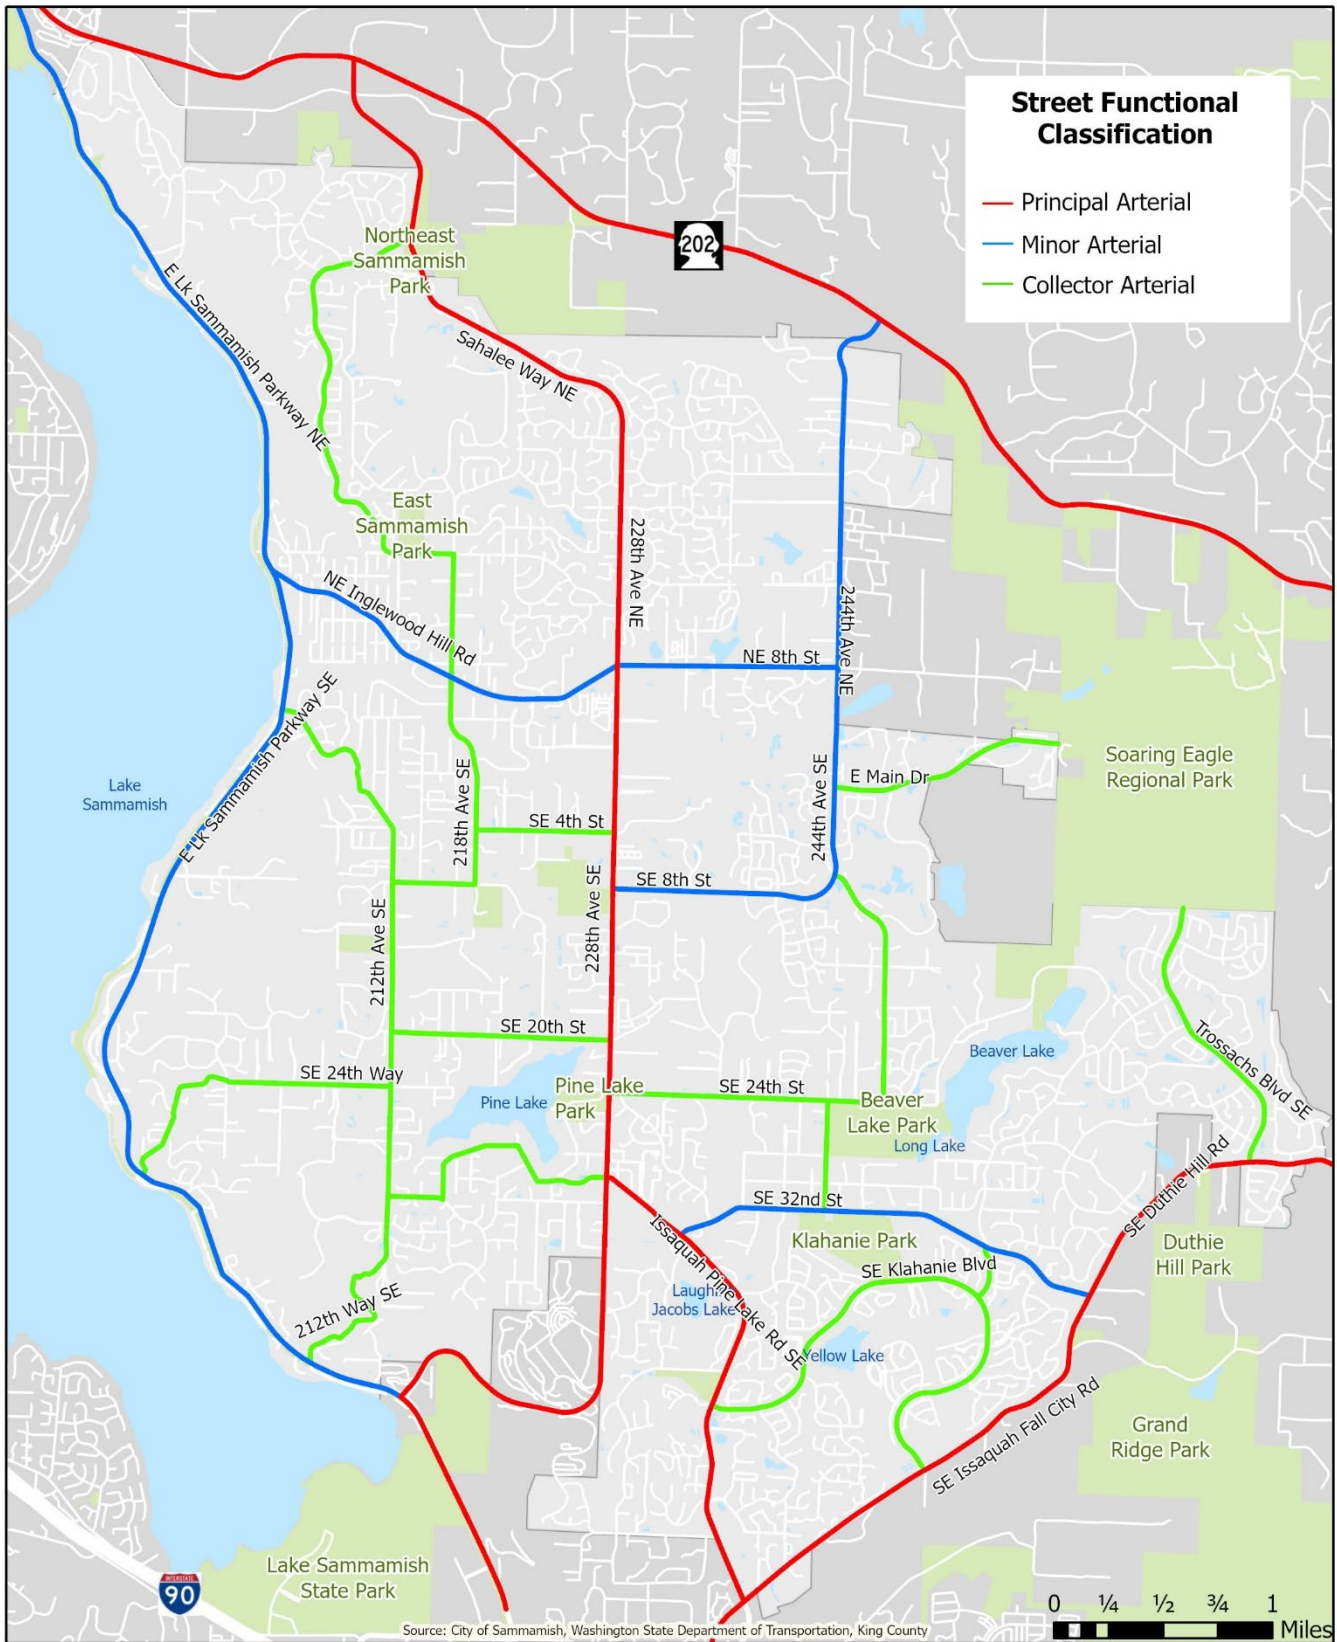 Street Functional
Classification
Principal Arterial
Minor Arterial
Collector Arterial
202
Northeast
Sammamish
Park
E Lk Sammamish Parkway NE
Sahalee Way NE
East
Sammamish
Park
228th Ave NE
NE Inglewood Hill Rd
244th Ave NE
NE 8th St
E Lk Sammamish Parkway SE
Soaring Eagle
Regional Park
Lake
Sammamish
E Main Dr
244th Ave SE
218th Ave SE
SE 4th St
SE 8th St
228th Ave SE
212th Ave SE
SE 20th St
Beaver Lake
Trossachs Blvd SE
SE 24th Way
Pine Lake
Pine Lake
Park
SE 24th St
Beaver
Lake Park
Long Lake
SE Duthie Hill Rd
SE 32nd St
Issaquah Pine Lake Rd SE
Klahanie Park
Duthie
Hill Park
SE Klahanie Blvd
Jacobs Lake
212th Way SE
Yellow Lake
SE Issaquah Fall City Rd
Grand
Ridge Park
Lake Sammamish
State Park
INTERSTATE
90
0 ¼ ½ ¾ 1
Miles
Source: City of Sammamish, Washington State Department of Transportation, King County